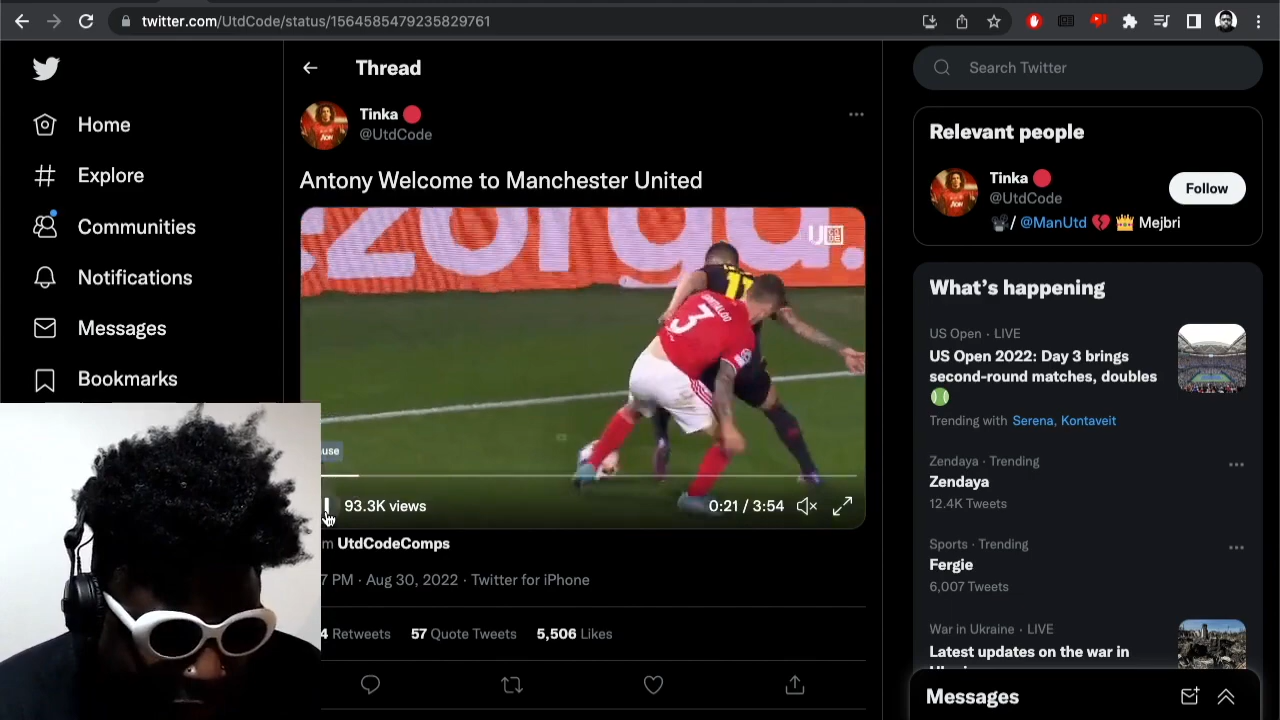 twitter.com/UtdCode/status/1564585479235829761
Home
Explore
Communities
Notifications
Messages
Bookmarks
Thread
Tinka
@UtdCode
Antony Welcome to Manchester United
zorda.
11
3
93.3K views
0:21 / 3:54
UtdCodeComps
PM · Aug 30, 2022 · Twitter for iPhone
Retweets 57 Quote Tweets 5,506 Likes
Search Twitter
Relevant people
Tinka
@UtdCode
Follow
/ @ManUtd Mejbri
What's happening
US Open · LIVE
US Open 2022: Day 3 brings
second-round matches, doubles
Trending with Serena, Kontaveit
Zendaya · Trending
Zendaya
12.4K Tweets
Sports · Trending
Fergie
6,007 Tweets
War in Ukraine · LIVE
Latest updates on the war in
Messages